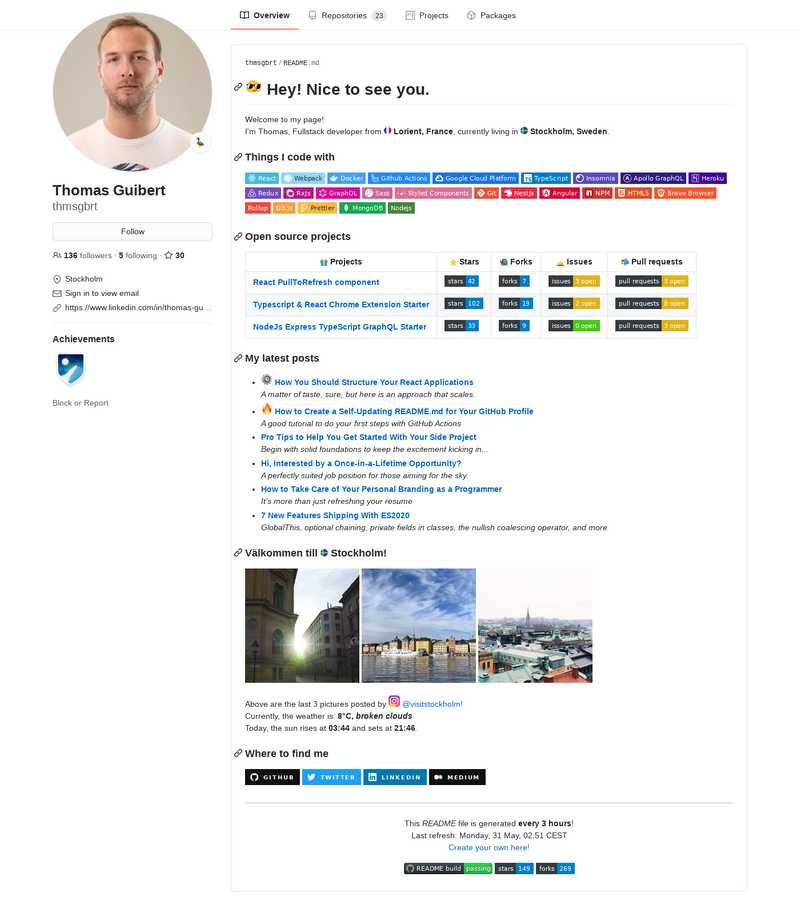 Overview
Repositories 23
Projects
Packages
Thomas Guibert
thmsgbrt
Follow
136 followers · 5 following · 30
Stockholm
Sign in to view email
https://www.linkedin.com/in/thomas-gu...
Achievements
Block or Report
thmsgbrt / README.md
Hey! Nice to see you.
Welcome to my page!
I'm Thomas, Fullstack developer from Lorient, France, currently living in Stockholm, Sweden.
Things I code with
React Webpack Docker Github Actions Google Cloud Platform TypeScript Insomnia Apollo GraphQL Heroku
Redux RxJs GraphQL Sass Styled Components Git NestJs Angular NPM HTML5 Brave Browser
Rollup D3.js Prettier MongoDB Nodejs
Open source projects
Projects Stars Forks Issues Pull requests
React PullToRefresh component stars 42 forks 7 issues 3 open pull requests 3 open
Typescript & React Chrome Extension Starter stars 102 forks 19 issues 2 open pull requests 8 open
NodeJs Express TypeScript GraphQL Starter stars 33 forks 9 issues 0 open pull requests 3 open
My latest posts
How You Should Structure Your React Applications
A matter of taste, sure, but here is an approach that scales.
How to Create a Self-Updating README.md for Your GitHub Profile
A good tutorial to do your first steps with GitHub Actions
Pro Tips to Help You Get Started With Your Side Project
Begin with solid foundations to keep the excitement kicking in...
Hi, Interested by a Once-in-a-Lifetime Opportunity?
A perfectly suited job position for those aiming for the sky.
How to Take Care of Your Personal Branding as a Programmer
It's more than just refreshing your resume
7 New Features Shipping With ES2020
GlobalThis, optional chaining, private fields in classes, the nullish coalescing operator, and more
Välkommen till Stockholm!
Above are the last 3 pictures posted by @visitstockholm!
Currently, the weather is: 8°C, broken clouds
Today, the sun rises at 03:44 and sets at 21:46.
Where to find me
GITHUB TWITTER LINKEDIN MEDIUM
This README file is generated every 3 hours!
Last refresh: Monday, 31 May, 02.51 CEST
Create your own here!
README build passing stars 149 forks 269